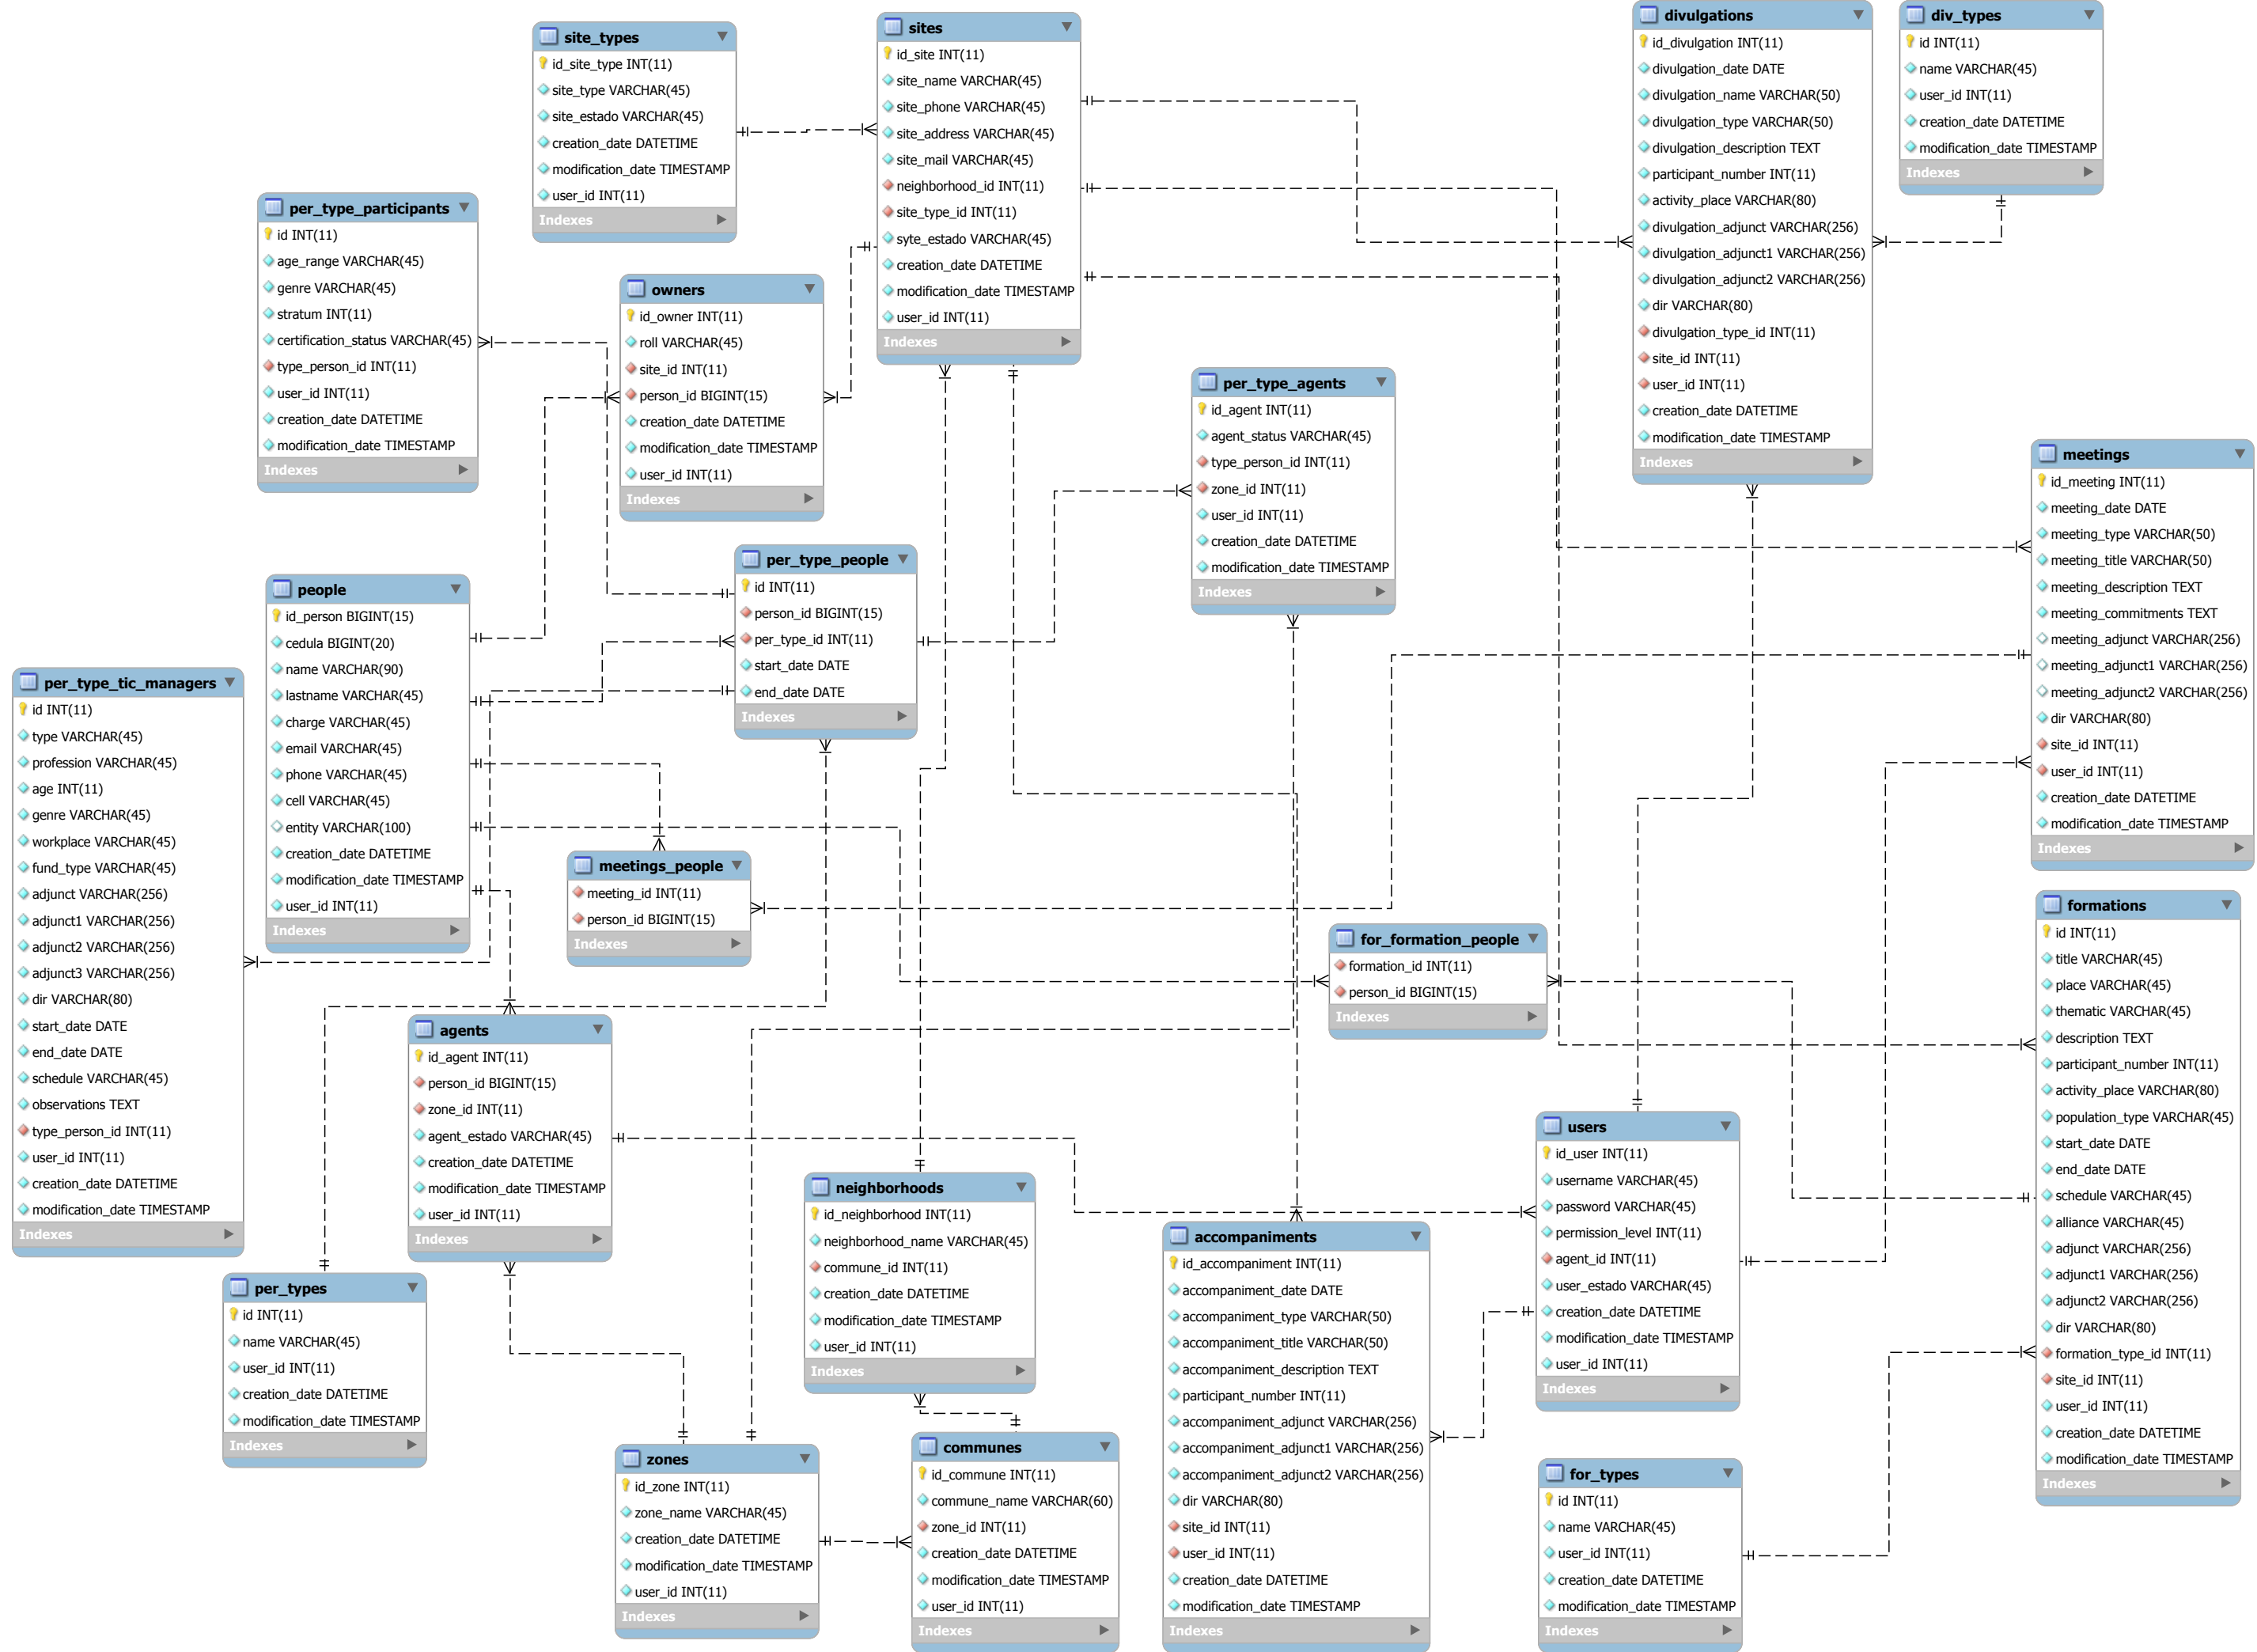 site_types
id_site_type INT(11)
site_type VARCHAR(45)
site_estado VARCHAR(45)
creation_date DATETIME
modification_date TIMESTAMP
user_id INT(11)
Indexes
sites
id_site INT(11)
site_name VARCHAR(45)
site_phone VARCHAR(45)
site_address VARCHAR(45)
site_mail VARCHAR(45)
neighborhood_id INT(11)
site_type_id INT(11)
syte_estado VARCHAR(45)
creation_date DATETIME
modification_date TIMESTAMP
user_id INT(11)
Indexes
divulgations
id_divulgation INT(11)
divulgation_date DATE
divulgation_name VARCHAR(50)
divulgation_type VARCHAR(50)
divulgation_description TEXT
participant_number INT(11)
activity_place VARCHAR(80)
divulgation_adjunct VARCHAR(256)
divulgation_adjunct1 VARCHAR(256)
divulgation_adjunct2 VARCHAR(256)
dir VARCHAR(80)
divulgation_type_id INT(11)
site_id INT(11)
user_id INT(11)
creation_date DATETIME
modification_date TIMESTAMP
Indexes
div_types
id INT(11)
name VARCHAR(45)
user_id INT(11)
creation_date DATETIME
modification_date TIMESTAMP
Indexes
per_type_participants
id INT(11)
age_range VARCHAR(45)
genre VARCHAR(45)
stratum INT(11)
certification_status VARCHAR(45)
type_person_id INT(11)
user_id INT(11)
creation_date DATETIME
modification_date TIMESTAMP
Indexes
owners
id_owner INT(11)
roll VARCHAR(45)
site_id INT(11)
person_id BIGINT(15)
creation_date DATETIME
modification_date TIMESTAMP
user_id INT(11)
Indexes
per_type_agents
id_agent INT(11)
agent_status VARCHAR(45)
type_person_id INT(11)
zone_id INT(11)
user_id INT(11)
creation_date DATETIME
modification_date TIMESTAMP
Indexes
meetings
id_meeting INT(11)
meeting_date DATE
meeting_type VARCHAR(50)
meeting_title VARCHAR(50)
meeting_description TEXT
meeting_commitments TEXT
meeting_adjunct VARCHAR(256)
meeting_adjunct1 VARCHAR(256)
meeting_adjunct2 VARCHAR(256)
dir VARCHAR(80)
site_id INT(11)
user_id INT(11)
creation_date DATETIME
modification_date TIMESTAMP
Indexes
per_type_people
id INT(11)
person_id BIGINT(15)
per_type_id INT(11)
start_date DATE
end_date DATE
Indexes
people
id_person BIGINT(15)
cedula BIGINT(20)
name VARCHAR(90)
lastname VARCHAR(45)
charge VARCHAR(45)
email VARCHAR(45)
phone VARCHAR(45)
cell VARCHAR(45)
entity VARCHAR(100)
creation_date DATETIME
modification_date TIMESTAMP
user_id INT(11)
Indexes
per_type_tic_managers
id INT(11)
type VARCHAR(45)
profession VARCHAR(45)
age INT(11)
genre VARCHAR(45)
workplace VARCHAR(45)
fund_type VARCHAR(45)
adjunct VARCHAR(256)
adjunct1 VARCHAR(256)
adjunct2 VARCHAR(256)
adjunct3 VARCHAR(256)
dir VARCHAR(80)
start_date DATE
end_date DATE
schedule VARCHAR(45)
observations TEXT
type_person_id INT(11)
user_id INT(11)
creation_date DATETIME
modification_date TIMESTAMP
Indexes
meetings_people
meeting_id INT(11)
person_id BIGINT(15)
Indexes
for_formation_people
formation_id INT(11)
person_id BIGINT(15)
Indexes
formations
id INT(11)
title VARCHAR(45)
place VARCHAR(45)
thematic VARCHAR(45)
description TEXT
participant_number INT(11)
activity_place VARCHAR(80)
population_type VARCHAR(45)
start_date DATE
end_date DATE
schedule VARCHAR(45)
alliance VARCHAR(45)
adjunct VARCHAR(256)
adjunct1 VARCHAR(256)
adjunct2 VARCHAR(256)
dir VARCHAR(80)
formation_type_id INT(11)
site_id INT(11)
user_id INT(11)
creation_date DATETIME
modification_date TIMESTAMP
Indexes
agents
id_agent INT(11)
person_id BIGINT(15)
zone_id INT(11)
agent_estado VARCHAR(45)
creation_date DATETIME
modification_date TIMESTAMP
user_id INT(11)
Indexes
users
id_user INT(11)
username VARCHAR(45)
password VARCHAR(45)
permission_level INT(11)
agent_id INT(11)
user_estado VARCHAR(45)
creation_date DATETIME
modification_date TIMESTAMP
user_id INT(11)
Indexes
neighborhoods
id_neighborhood INT(11)
neighborhood_name VARCHAR(45)
commune_id INT(11)
creation_date DATETIME
modification_date TIMESTAMP
user_id INT(11)
Indexes
accompaniments
id_accompaniment INT(11)
accompaniment_date DATE
accompaniment_type VARCHAR(50)
accompaniment_title VARCHAR(50)
accompaniment_description TEXT
participant_number INT(11)
accompaniment_adjunct VARCHAR(256)
accompaniment_adjunct1 VARCHAR(256)
accompaniment_adjunct2 VARCHAR(256)
dir VARCHAR(80)
site_id INT(11)
user_id INT(11)
creation_date DATETIME
modification_date TIMESTAMP
Indexes
per_types
id INT(11)
name VARCHAR(45)
user_id INT(11)
creation_date DATETIME
modification_date TIMESTAMP
Indexes
zones
id_zone INT(11)
zone_name VARCHAR(45)
creation_date DATETIME
modification_date TIMESTAMP
user_id INT(11)
Indexes
communes
id_commune INT(11)
commune_name VARCHAR(60)
zone_id INT(11)
creation_date DATETIME
modification_date TIMESTAMP
user_id INT(11)
Indexes
for_types
id INT(11)
name VARCHAR(45)
user_id INT(11)
creation_date DATETIME
modification_date TIMESTAMP
Indexes